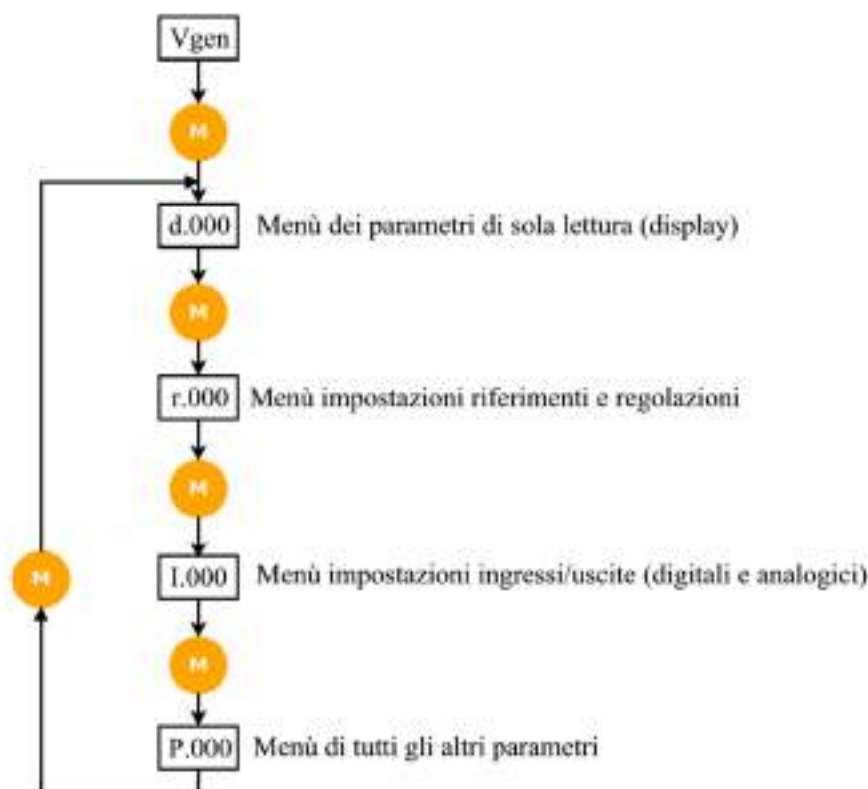 Vgen
M
d.000 Menù dei parametri di sola lettura (display)
M
r.000 Menù impostazioni riferimenti e regolazioni
M
I.000 Menù impostazioni ingressi/uscite (digitali e analogici)
M
M
P.000 Menù di tutti gli altri parametri